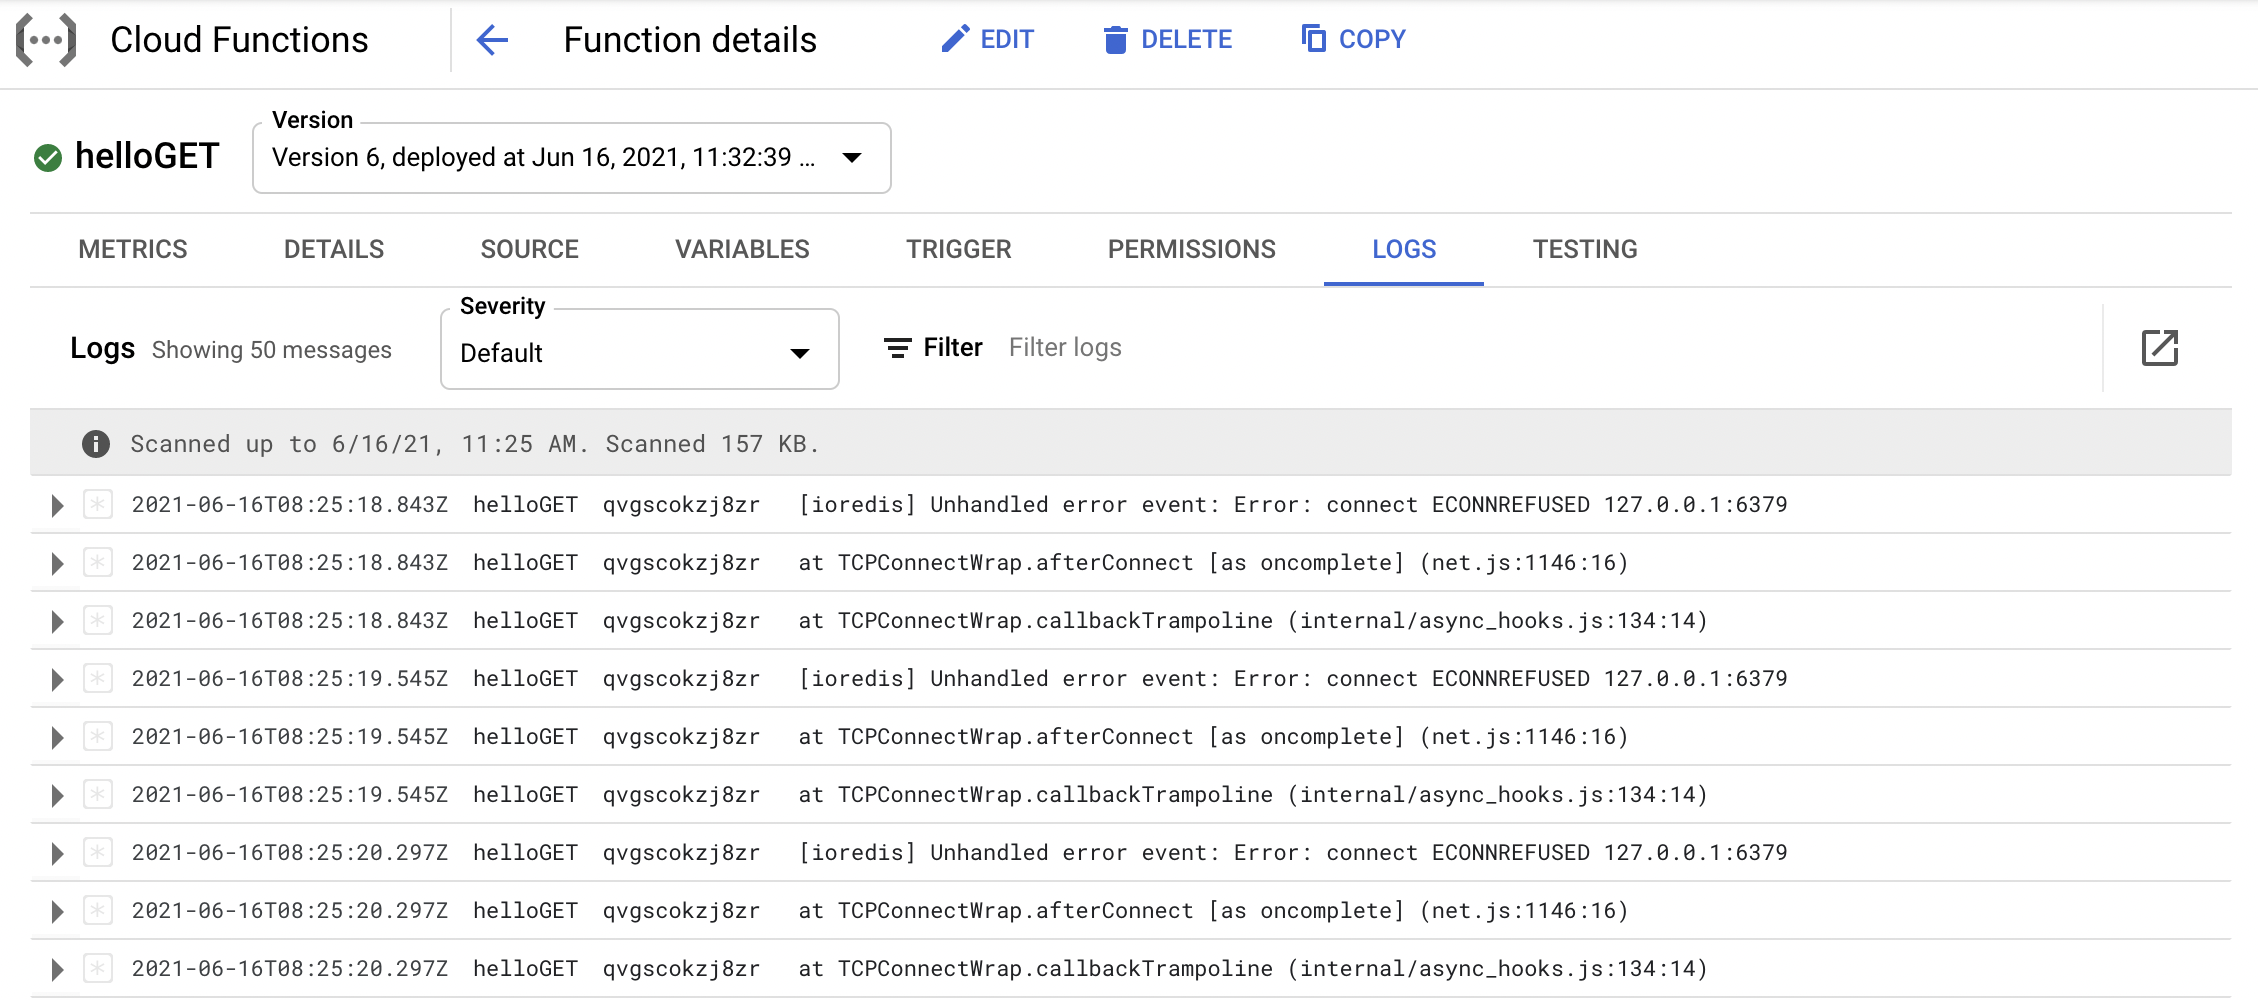 Cloud Functions Function details EDIT DELETE COPY
helloGET Version
Version 6, deployed at Jun 16, 2021, 11:32:39 ...
METRICS DETAILS SOURCE VARIABLES TRIGGER PERMISSIONS LOGS TESTING
Logs Showing 50 messages Severity Default Filter Filter logs
Scanned up to 6/16/21, 11:25 AM. Scanned 157 KB.
2021-06-16T08:25:18.843Z helloGET qvgscokzj8zr [ioredis] Unhandled error event: Error: connect ECONNREFUSED 127.0.0.1:6379
2021-06-16T08:25:18.843Z helloGET qvgscokzj8zr at TCPConnectWrap.afterConnect [as oncomplete] (net.js:1146:16)
2021-06-16T08:25:18.843Z helloGET qvgscokzj8zr at TCPConnectWrap.callbackTrampoline (internal/async_hooks.js:134:14)
2021-06-16T08:25:19.545Z helloGET qvgscokzj8zr [ioredis] Unhandled error event: Error: connect ECONNREFUSED 127.0.0.1:6379
2021-06-16T08:25:19.545Z helloGET qvgscokzj8zr at TCPConnectWrap.afterConnect [as oncomplete] (net.js:1146:16)
2021-06-16T08:25:19.545Z helloGET qvgscokzj8zr at TCPConnectWrap.callbackTrampoline (internal/async_hooks.js:134:14)
2021-06-16T08:25:20.297Z helloGET qvgscokzj8zr [ioredis] Unhandled error event: Error: connect ECONNREFUSED 127.0.0.1:6379
2021-06-16T08:25:20.297Z helloGET qvgscokzj8zr at TCPConnectWrap.afterConnect [as oncomplete] (net.js:1146:16)
2021-06-16T08:25:20.297Z helloGET qvgscokzj8zr at TCPConnectWrap.callbackTrampoline (internal/async_hooks.js:134:14)